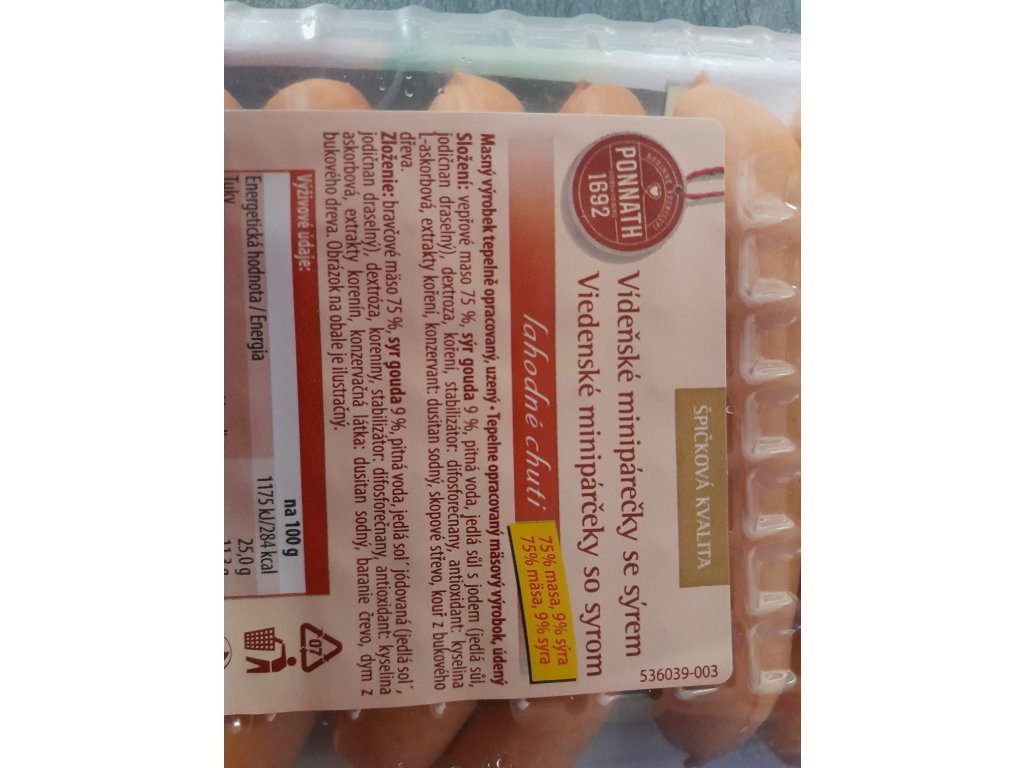 ŠPIČKOVÁ KVALITA
536039-003
PONNATH
1692
Vídeňské minipárečky se sýrem
Viedenské minipárčeky so syrom
lahodné chuti
75% masa, 9% sýra
75% mäsa, 9% syra
Masný výrobek tepelně opracovaný, uzený • Tepelne opracovaný mäsový výrobok, údený
Složení: vepřové maso 75 %, sýr gouda 9 %, pitná voda, jedlá sůl s jodem (jedlá sůl,
jodičnan draselný), dextroza, koření, stabilizátor: difosforečnany, antioxidant: kyselina
L-askorbová, extrakty koření, konzervant: dusitan sodný, skopové střevo, kouř z bukového
dřeva.
Zloženie: bravčové mäso 75 %, syr gouda 9 %, pitná voda, jedlá soľ jódovaná (jedlá soľ,
jodičnan draselný), dextróza, koreniny, stabilizátor: difosforečnany, antioxidant: kyselina
askorbová, extrakty korenín, konzervačná látka: dusitan sodný, baranie črevo, dym z
bukového dreva. Obrázok na obale je ilustračný.
Výživové údaje:
na 100 g
Energetická hodnota / Energia 1175 kJ/284 kcal
Tuky 25,0 g
07